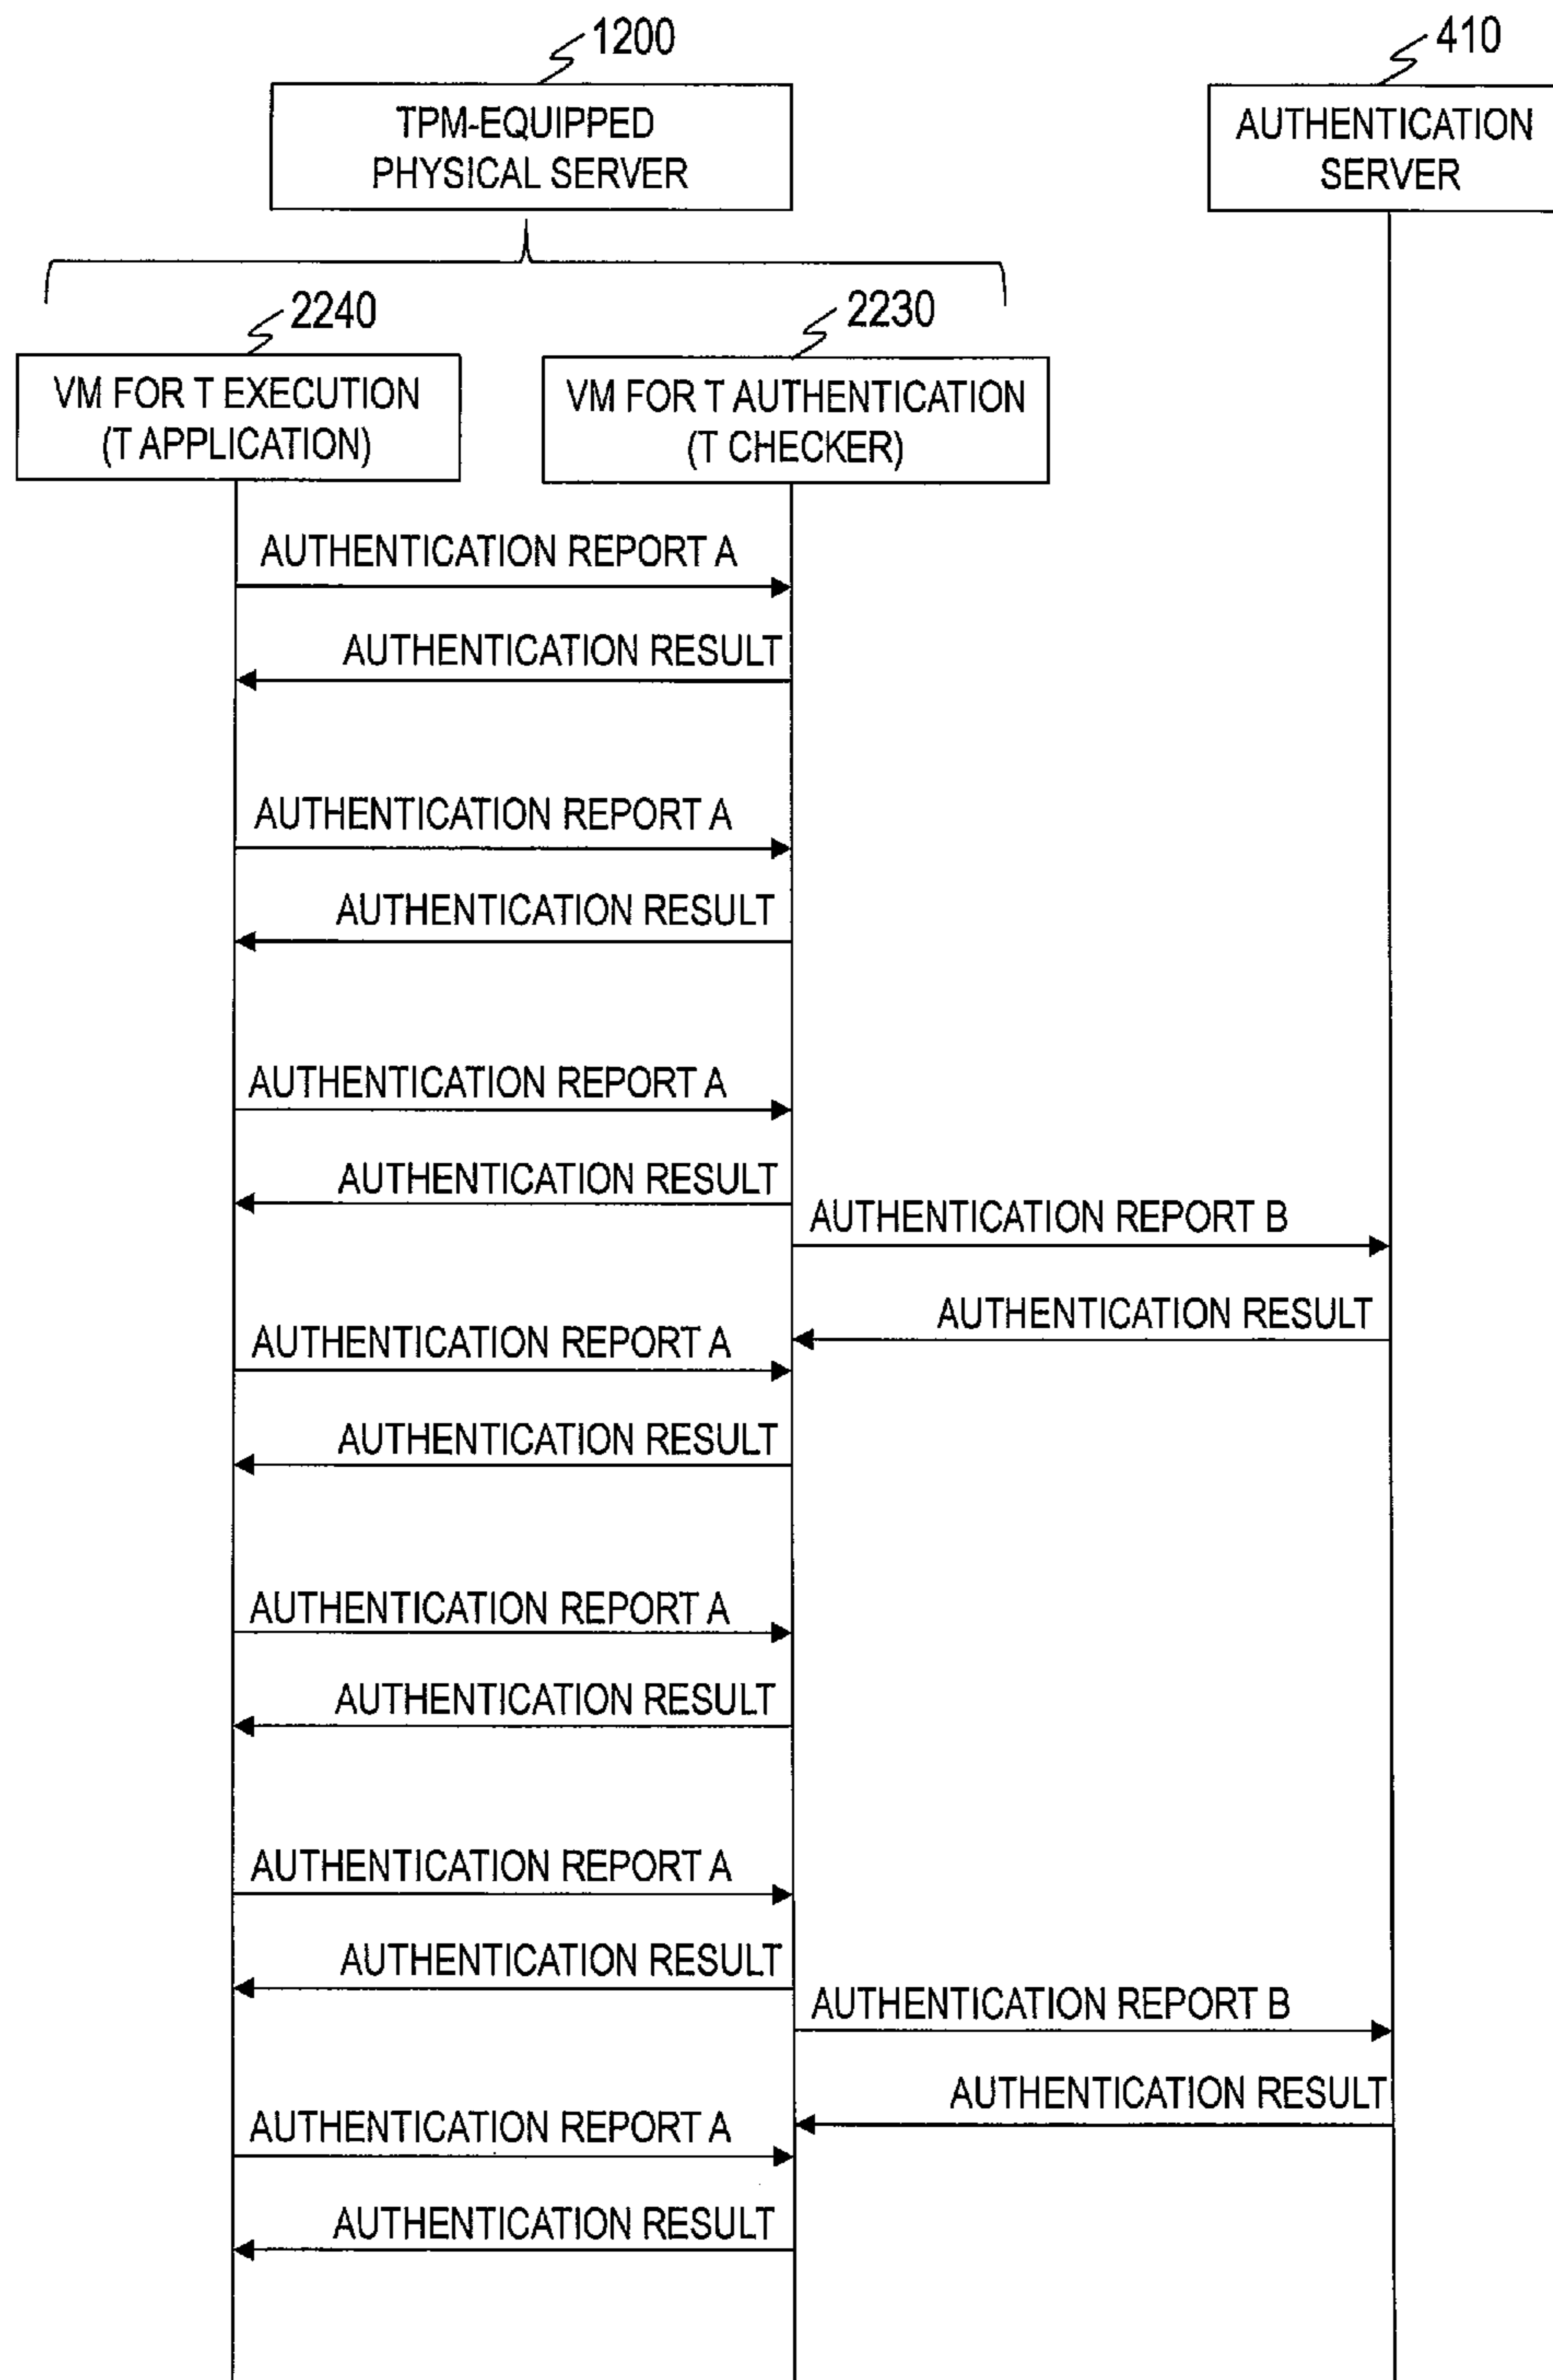 1200
410
TPM-EQUIPPED
PHYSICAL SERVER
AUTHENTICATION
SERVER
2240
2230
VM FOR T EXECUTION
(T APPLICATION)
VM FOR T AUTHENTICATION
(T CHECKER)
AUTHENTICATION REPORT A
AUTHENTICATION RESULT
AUTHENTICATION REPORT A
AUTHENTICATION RESULT
AUTHENTICATION REPORT A
AUTHENTICATION RESULT
AUTHENTICATION REPORT B
AUTHENTICATION RESULT
AUTHENTICATION REPORT A
AUTHENTICATION RESULT
AUTHENTICATION REPORT A
AUTHENTICATION RESULT
AUTHENTICATION REPORT A
AUTHENTICATION RESULT
AUTHENTICATION REPORT B
AUTHENTICATION RESULT
AUTHENTICATION REPORT A
AUTHENTICATION RESULT